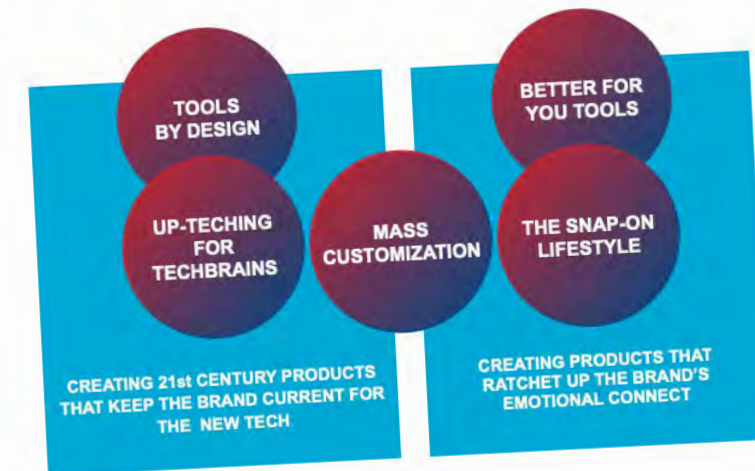 TOOLS
BY DESIGN
UP-TECHING
FOR
TECHBRAINS
MASS
CUSTOMIZATION
BETTER FOR
YOU TOOLS
THE SNAP-ON
LIFESTYLE
CREATING 21st CENTURY PRODUCTS
THAT KEEP THE BRAND CURRENT FOR
THE NEW TECH
CREATING PRODUCTS THAT
RATCHET UP THE BRAND'S
EMOTIONAL CONNECT